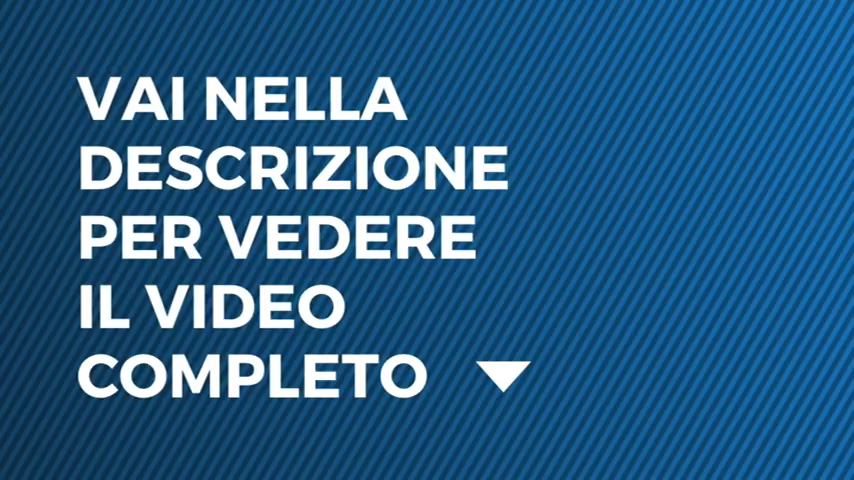 VAI NELLA
DESCRIZIONE
PER VEDERE
IL VIDEO
COMPLETO